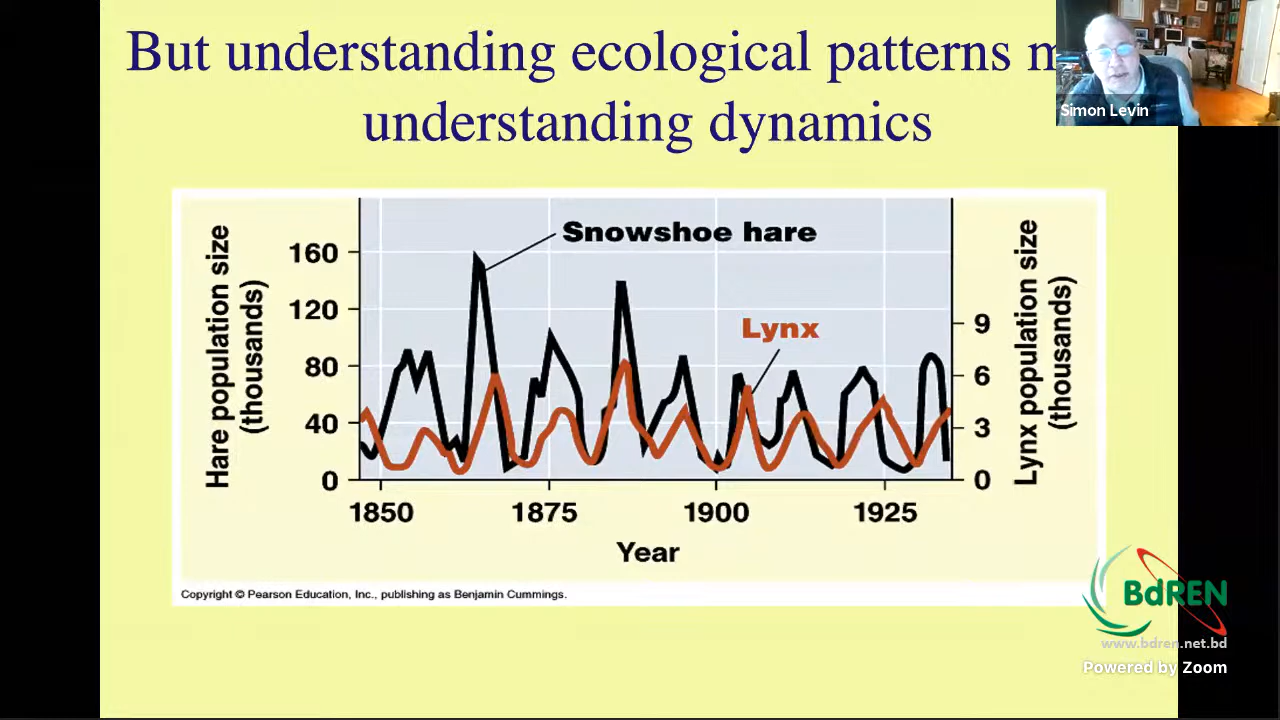 But understanding ecological patterns
understanding dynamics
Simon Levin
Hare population size
(thousands)
160
120
80
40
0
Snowshoe hare
Lynx
9
6
3
0
Lynx population size
(thousands)
1850
1875
1900
1925
Year
Copyright © Pearson Education, Inc., publishing as Benjamin Cummings.
BdREN
www.bdren.net.bd
Powered by Zoom